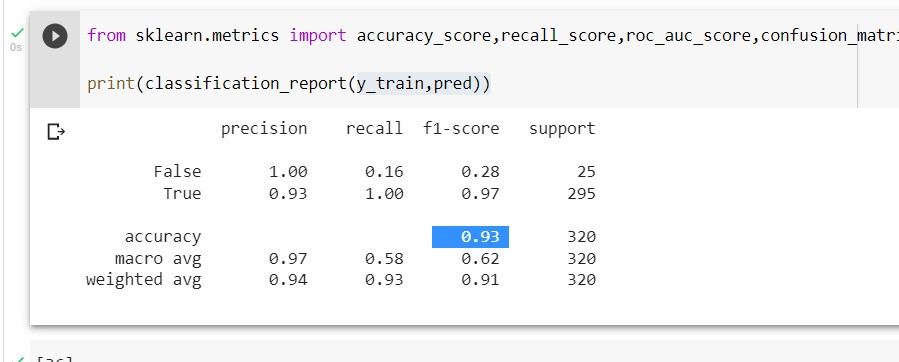 from sklearn.metrics import accuracy_score,recall_score,roc_auc_score,confusion_matri
0s
print(classification_report(y_train,pred))
precision recall f1-score support
False 1.00 0.16 0.28 25
True 0.93 1.00 0.97 295
accuracy 0.93 320
macro avg 0.97 0.58 0.62 320
weighted avg 0.94 0.93 0.91 320